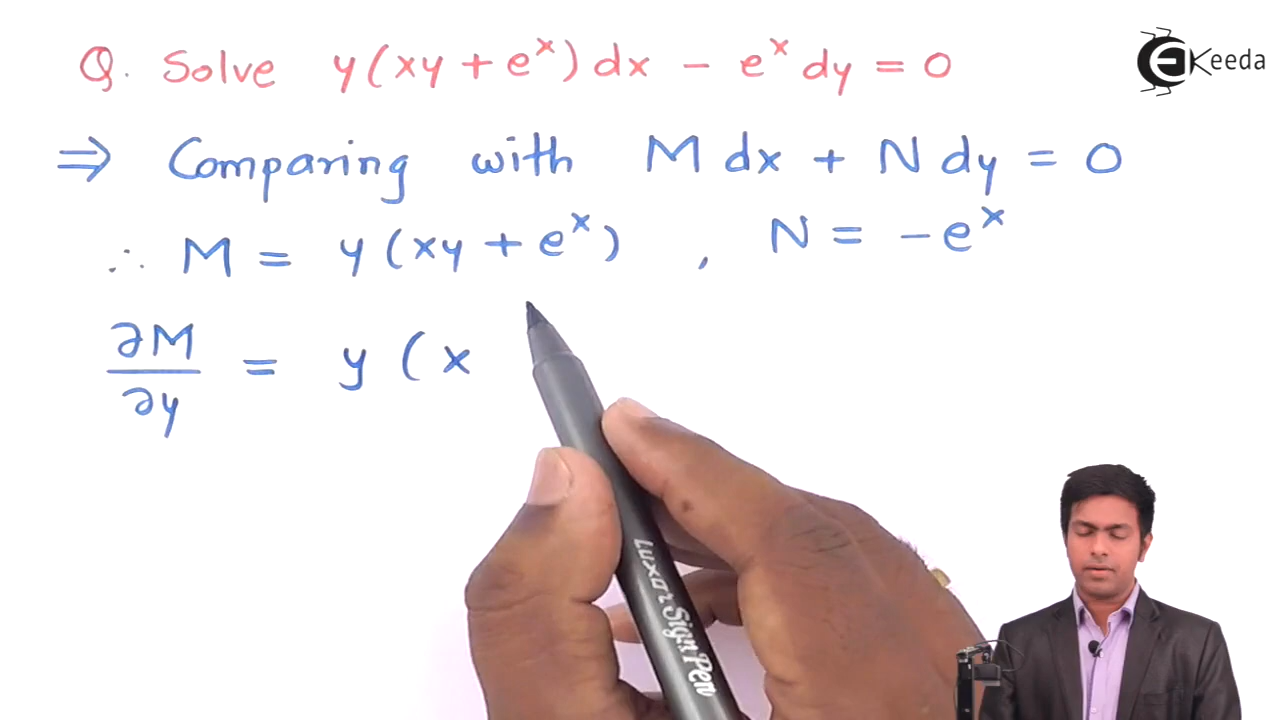 Q. Solve y(xy + e^x) dx - e^x dy = 0
EKeeda
⇒ Comparing with M dx + N dy = 0
∴ M = y(xy + e^x) , N = -e^x
∂M/∂y = y (x
Luxor Sign Pen